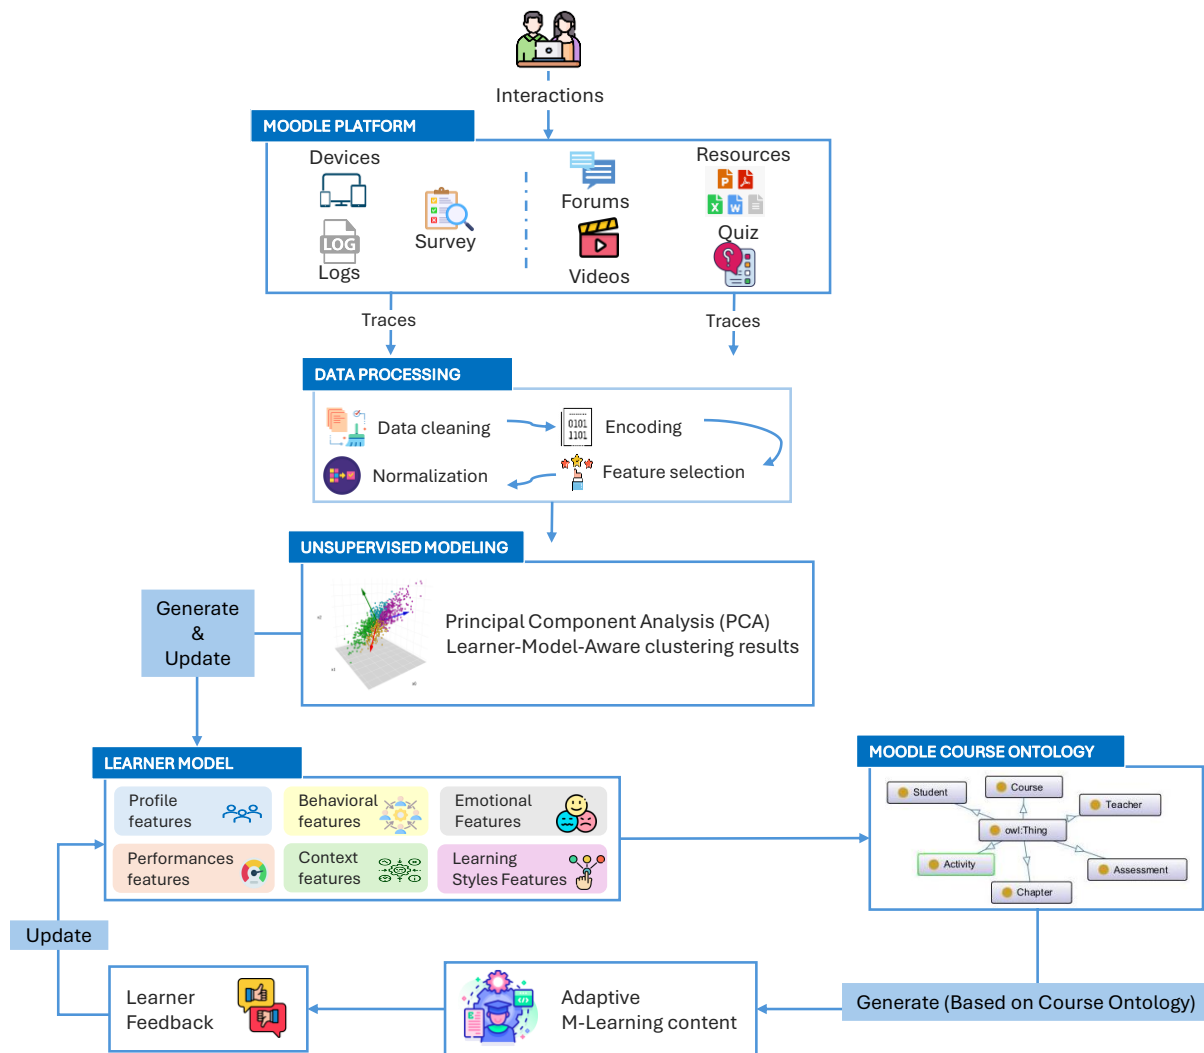 Interactions
MOODLE PLATFORM
Devices
Resources
Forums
Survey
LOG
Logs
Videos
Quiz
Traces
Traces
DATA PROCESSING
Data cleaning
0101
1101
Encoding
Normalization
Feature selection
UNSUPERVISED MODELING
Generate
&
Update
Principal Component Analysis (PCA)
Learner-Model-Aware clustering results
LEARNER MODEL
Profile
features
Behavioral
features
Emotional
Features
Performances
features
Context
features
Learning
Styles Features
MOODLE COURSE ONTOLOGY
Student
Course
Teacher
owl:Thing
Activity
Assessment
Chapter
Update
Learner
Feedback
Adaptive
M-Learning content
Generate (Based on Course Ontology)